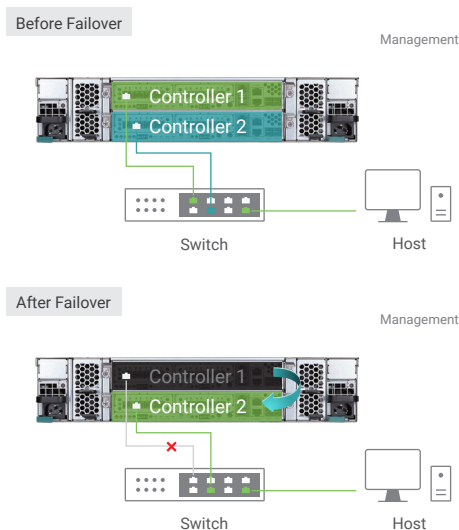 Before Failover
Management
Controller 1
Controller 2
Switch
Host
After Failover
Management
Controller 1
Controller 2
Switch
Host